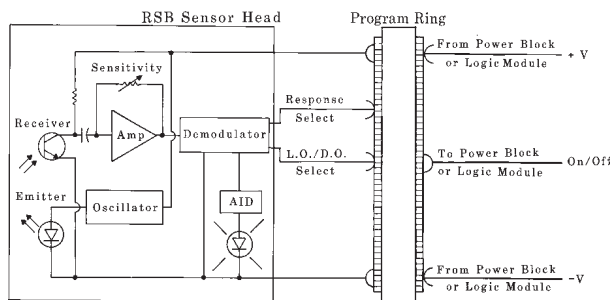 RSB Sensor Head
Program Ring
Sensitivity
From Power Block
or Logic Module
+ V
Receiver
Amp
Demodulator
Response
Select
L.O./D.O.
Select
To Power Block
or Logic Module
On/Off
Emitter
Oscillator
AID
From Power Block
or Logic Module
-V